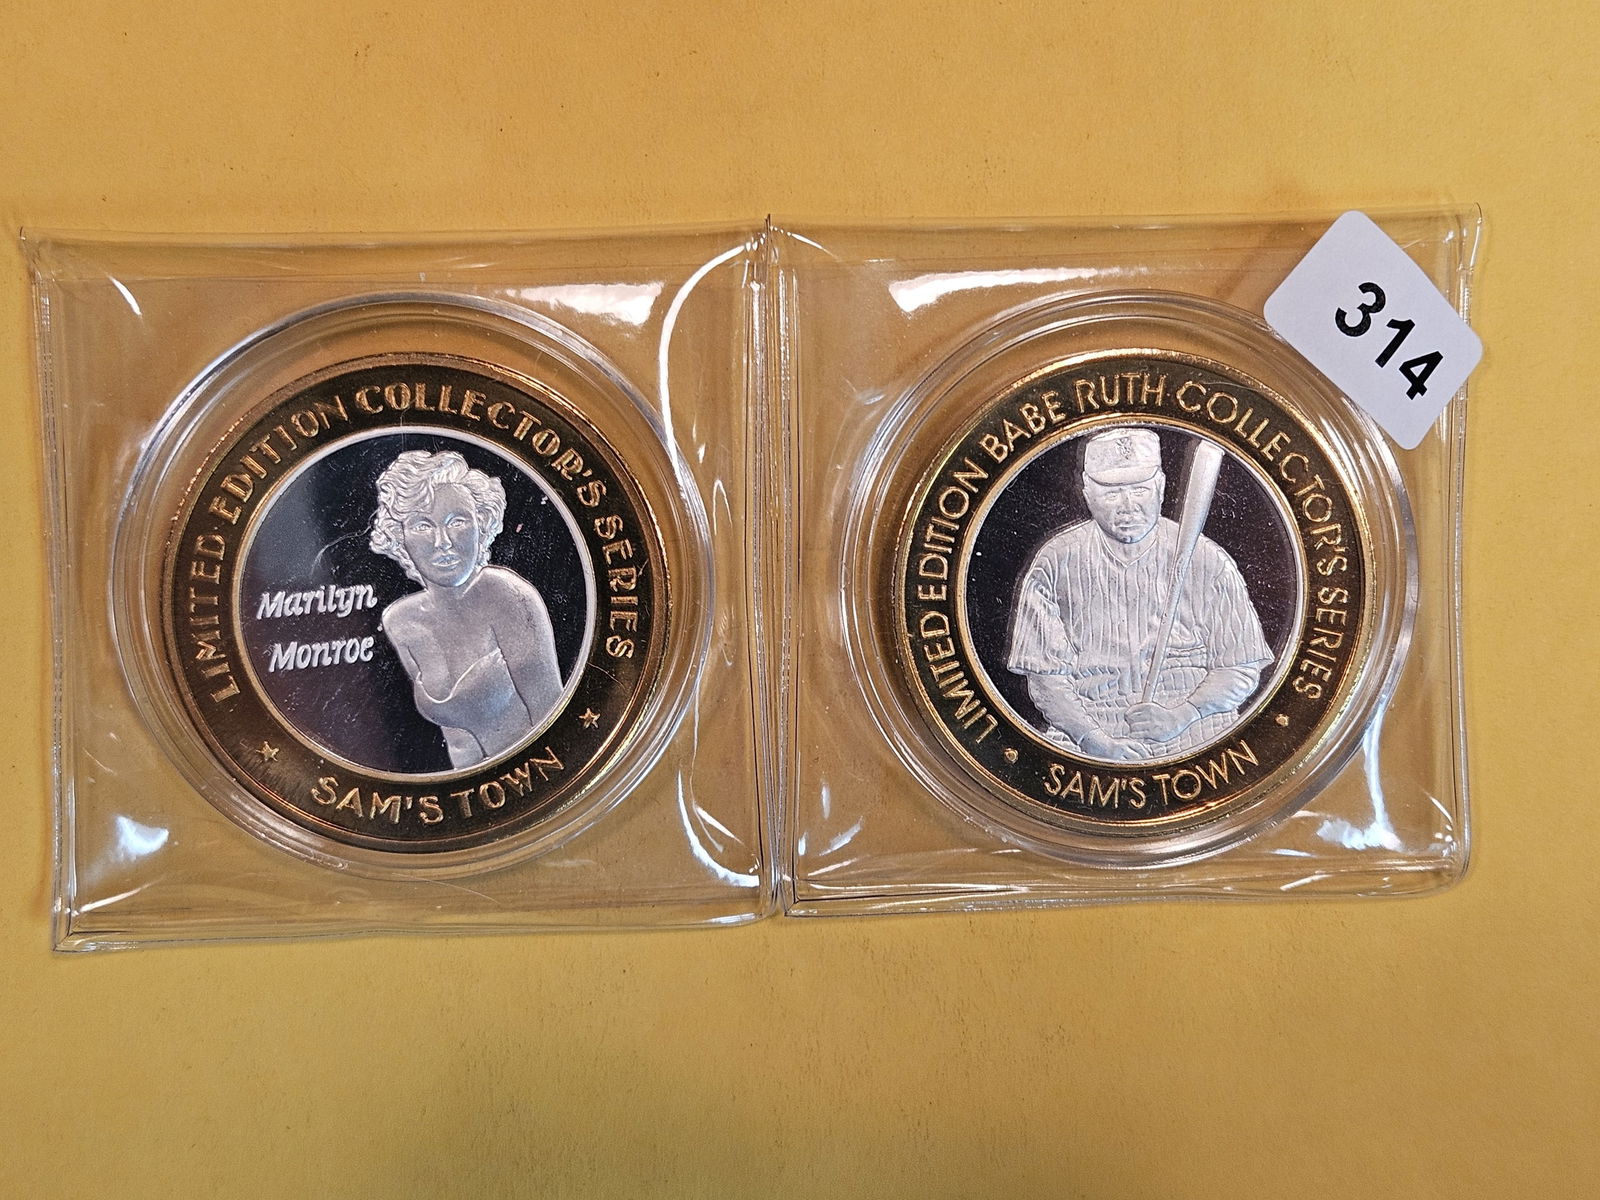 LIMITED EDITION COLLECTOR'S SERIES
Marilyn
Monroe
SAM'S TOWN
LIMITED EDITION BABE RUTH COLLECTOR'S SERIES
SAM'S TOWN
314